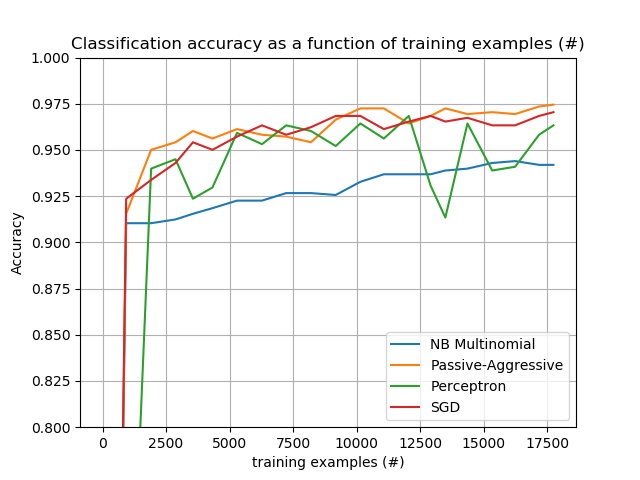 Classification accuracy as a function of training examples (#)
1.000
0.975
0.950
0.925
0.900
0.875
0.850
0.825
0.800
Accuracy
0 2500 5000 7500 10000 12500 15000 17500
training examples (#)
NB Multinomial
Passive-Aggressive
Perceptron
SGD